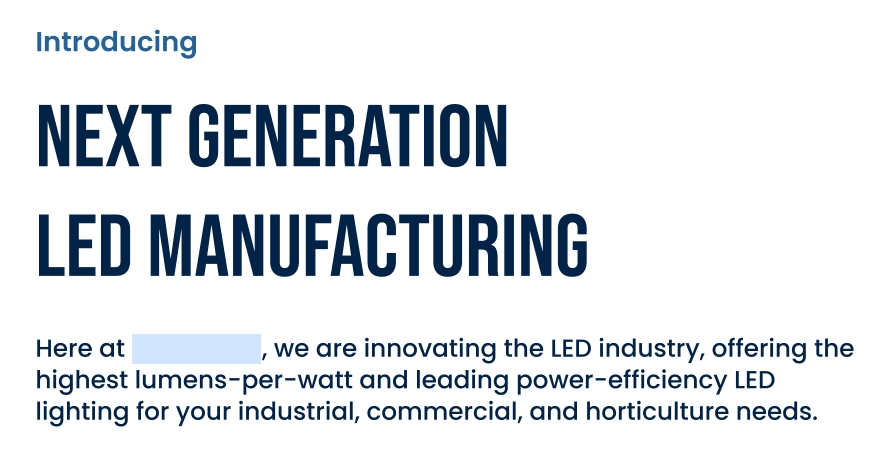 Introducing
NEXT GENERATION
LED MANUFACTURING
Here at , we are innovating the LED industry, offering the
highest lumens-per-watt and leading power-efficiency LED
lighting for your industrial, commercial, and horticulture needs.